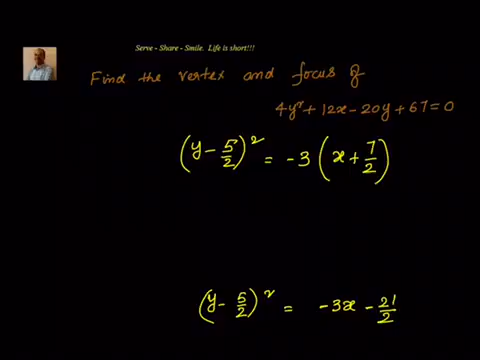 Serve - Share - Smile. Life is short!!!
Find the vertex and focus of
4y² + 12x - 20y + 67 = 0
(y - 5/2)² = -3 (x + 7/2)
(y - 5/2)² = -3x - 21/2